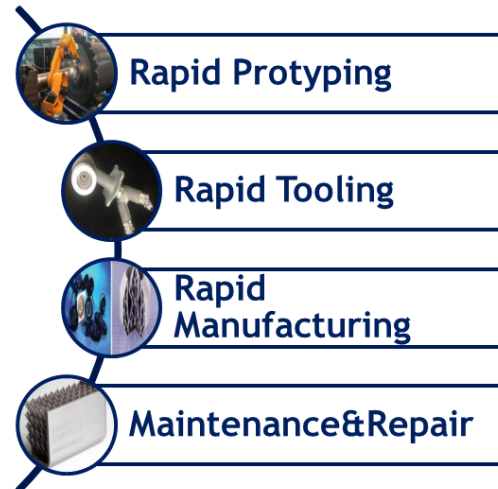 Rapid Protyping
Rapid Tooling
Rapid
Manufacturing
Maintenance&Repair